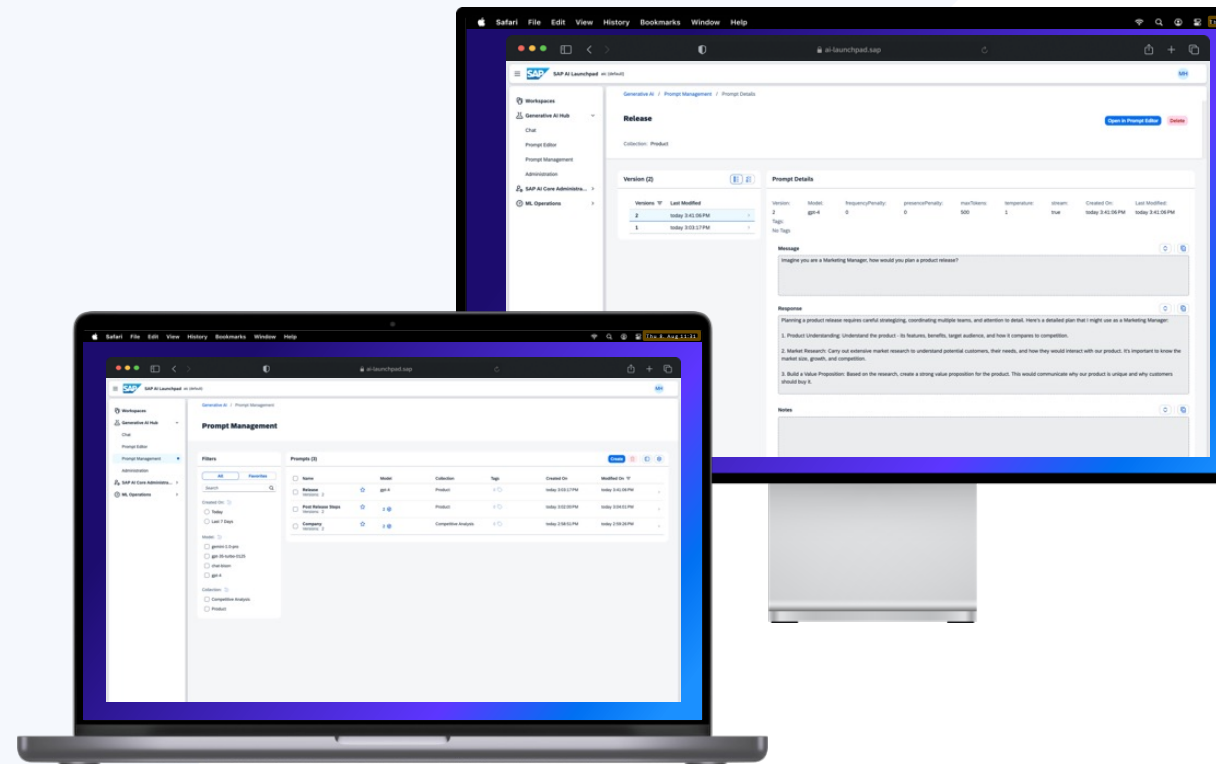 Safari File Edit View History Bookmarks Window Help
ai-launchpad.sap
SAP SAP AI Launchpad
MH
Generative AI / Prompt Management / Prompt Details
Workspaces
Generative AI Hub
Chat
Prompt Editor
Prompt Management
Administration
SAP AI Core Administra...
ML Operations
Release
Open in Prompt Editor Delete
Collection: Product
Version (2)
Versions Last Modified
2 today 3:41:06 PM
1 today 3:03:17 PM
Prompt Details
Version: Model: frequencyPenalty: presencePenalty: maxTokens: temperature: stream: Created On: Last Modified:
2 gpt-4 0 0 500 1 true today 3:41:06 PM today 3:41:06 PM
Tags:
No Tags
Message
Imagine you are a Marketing Manager, how would you plan a product release?
Response
Planning a product release requires careful strategizing, coordinating multiple teams, and attention to detail. Here's a detailed plan that I might use as a Marketing Manager:
1. Product Understanding: Understand the product - its features, benefits, target audience, and how it compares to competition.
2. Market Research: Carry out extensive market research to understand potential customers, their needs, and how they would interact with our product. It's important to know the
market size, growth, and competition.
3. Build a Value Proposition: Based on the research, create a strong value proposition for the product. This would communicate why our product is unique and why customers
should buy it.
Notes
Safari File Edit View History Bookmarks Window Help
Thu 8. Aug 11:31
ai-launchpad.sap
SAP SAP AI Launchpad
MH
Generative AI / Prompt Management
Workspaces
Generative AI Hub
Chat
Prompt Editor
Prompt Management
Administration
SAP AI Core Administra...
ML Operations
Prompt Management
Filters
All Favorites
Search
Created On:
Today
Last 7 Days
Model:
gemini-1.0-pro
gpt-35-turbo-0125
chat-bison
gpt-4
Collection:
Competitive Analysis
Product
Prompts (3)
Create
Name Model Collection Tags Created On Modified On
Release gpt-4 Product today 3:03:17 PM today 3:41:06 PM
Versions: 2
Post Release Steps 2 Product today 3:02:00 PM today 3:04:01 PM
Versions: 2
Company 2 Competitive Analysis today 2:58:51 PM today 2:59:26 PM
Versions: 2